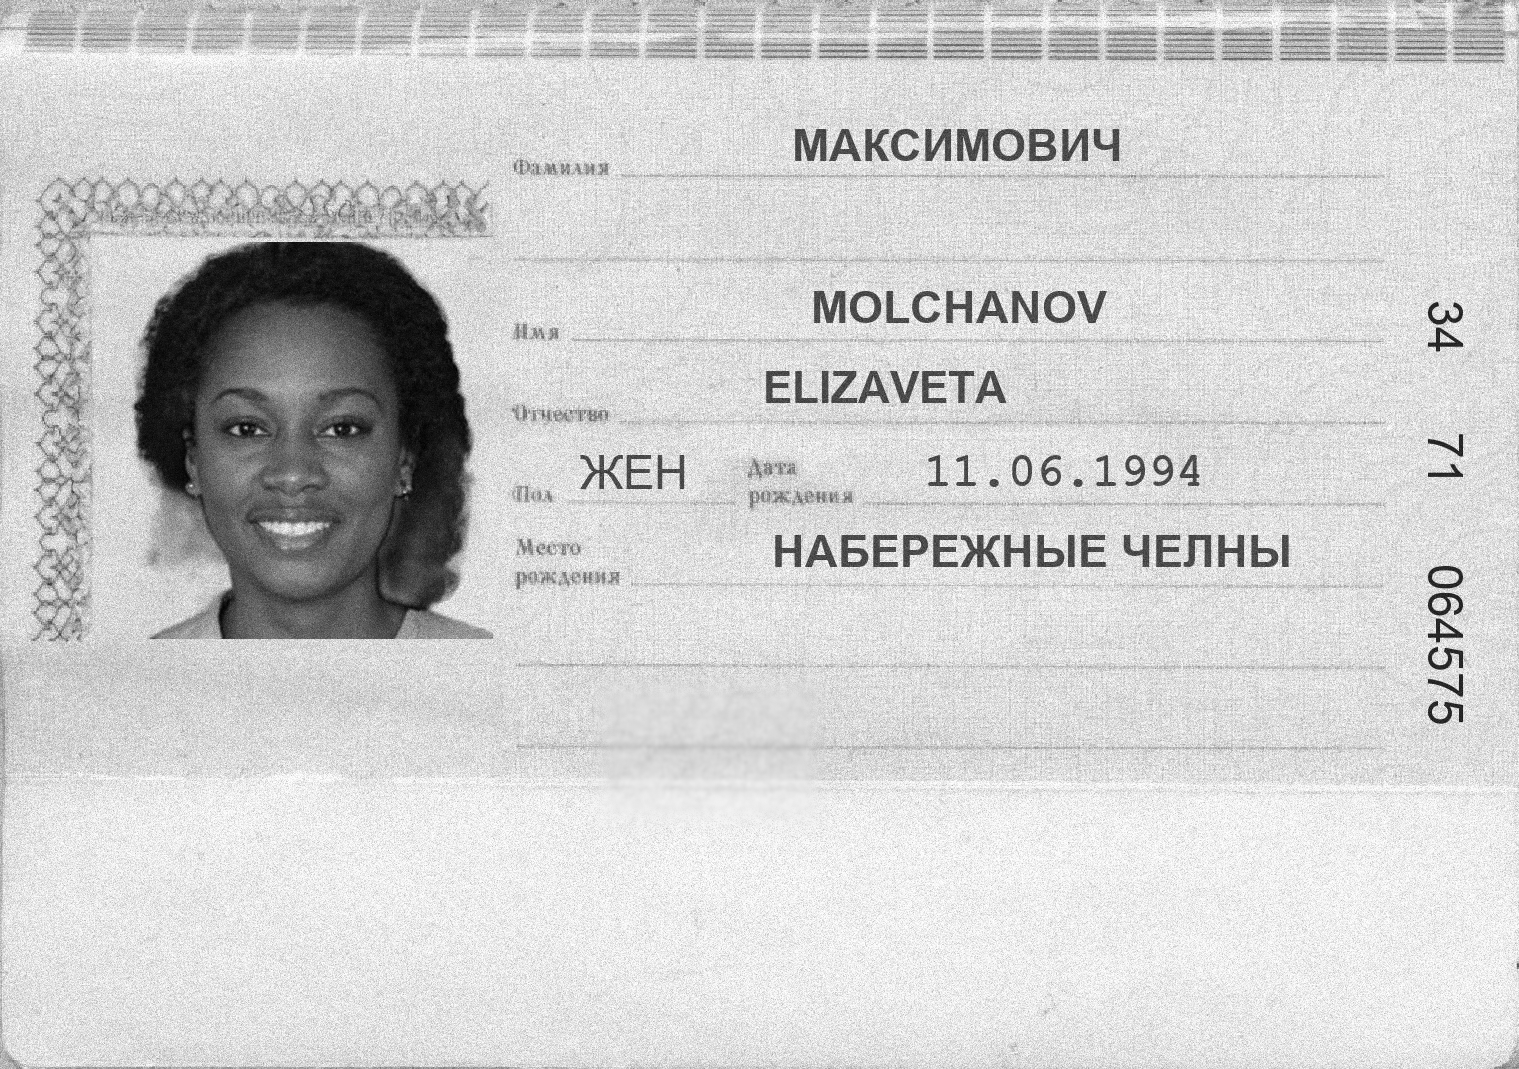 Фамилия МАКСИМОВИЧ
Имя MOLCHANOV
Отчество ELIZAVETA
Пол ЖЕН Дата рождения 11.06.1994
Место рождения НАБЕРЕЖНЫЕ ЧЕЛНЫ
34 71 064575